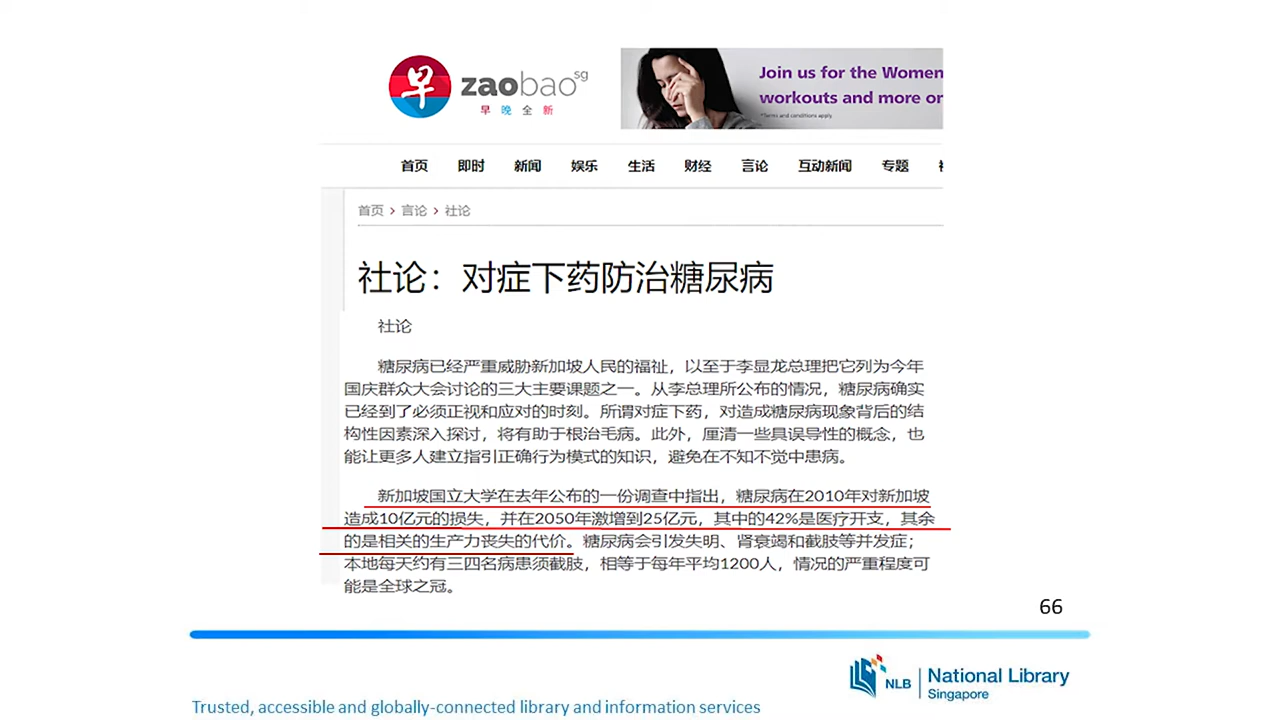 早
zaobao sg
早 晚 全 新
Join us for the Women
workouts and more or
*Terms and conditions apply
首页 即时 新闻 娱乐 生活 财经 言论 互动新闻 专题
首页 > 言论 > 社论
社论：对症下药防治糖尿病
社论
糖尿病已经严重威胁新加坡人民的福祉，以至于李显龙总理把它列为今年
国庆群众大会讨论的三大主要课题之一。从李总理所公布的情况，糖尿病确实
已经到了必须正视和应对的时刻。所谓对症下药，对造成糖尿病现象背后的结
构性因素深入探讨，将有助于根治毛病。此外，厘清一些具误导性的概念，也
能让更多人建立指引正确行为模式的知识，避免在不知不觉中患病。
新加坡国立大学在去年公布的一份调查中指出，糖尿病在2010年对新加坡
造成10亿元的损失，并在2050年激增到25亿元，其中的42%是医疗开支，其余
的是相关的生产力丧失的代价。糖尿病会引发失明、肾衰竭和截肢等并发症；
本地每天约有三四名病患须截肢，相等于每年平均1200人，情况的严重程度可
能是全球之冠。
66
NLB National Library
Singapore
Trusted, accessible and globally-connected library and information services